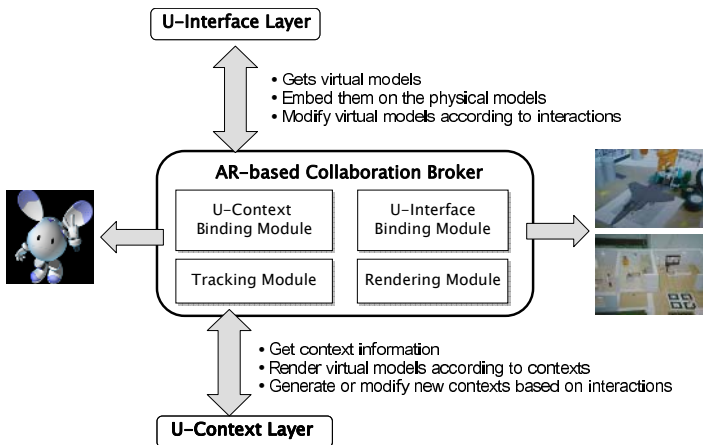 U-Interface Layer
• Gets virtual models
• Embed them on the physical models
• Modify virtual models according to interactions
AR-based Collaboration Broker
U-Context
Binding Module
U-Interface
Binding Module
Tracking Module
Rendering Module
• Get context information
• Render virtual models according to contexts
• Generate or modify new contexts based on interactions
U-Context Layer